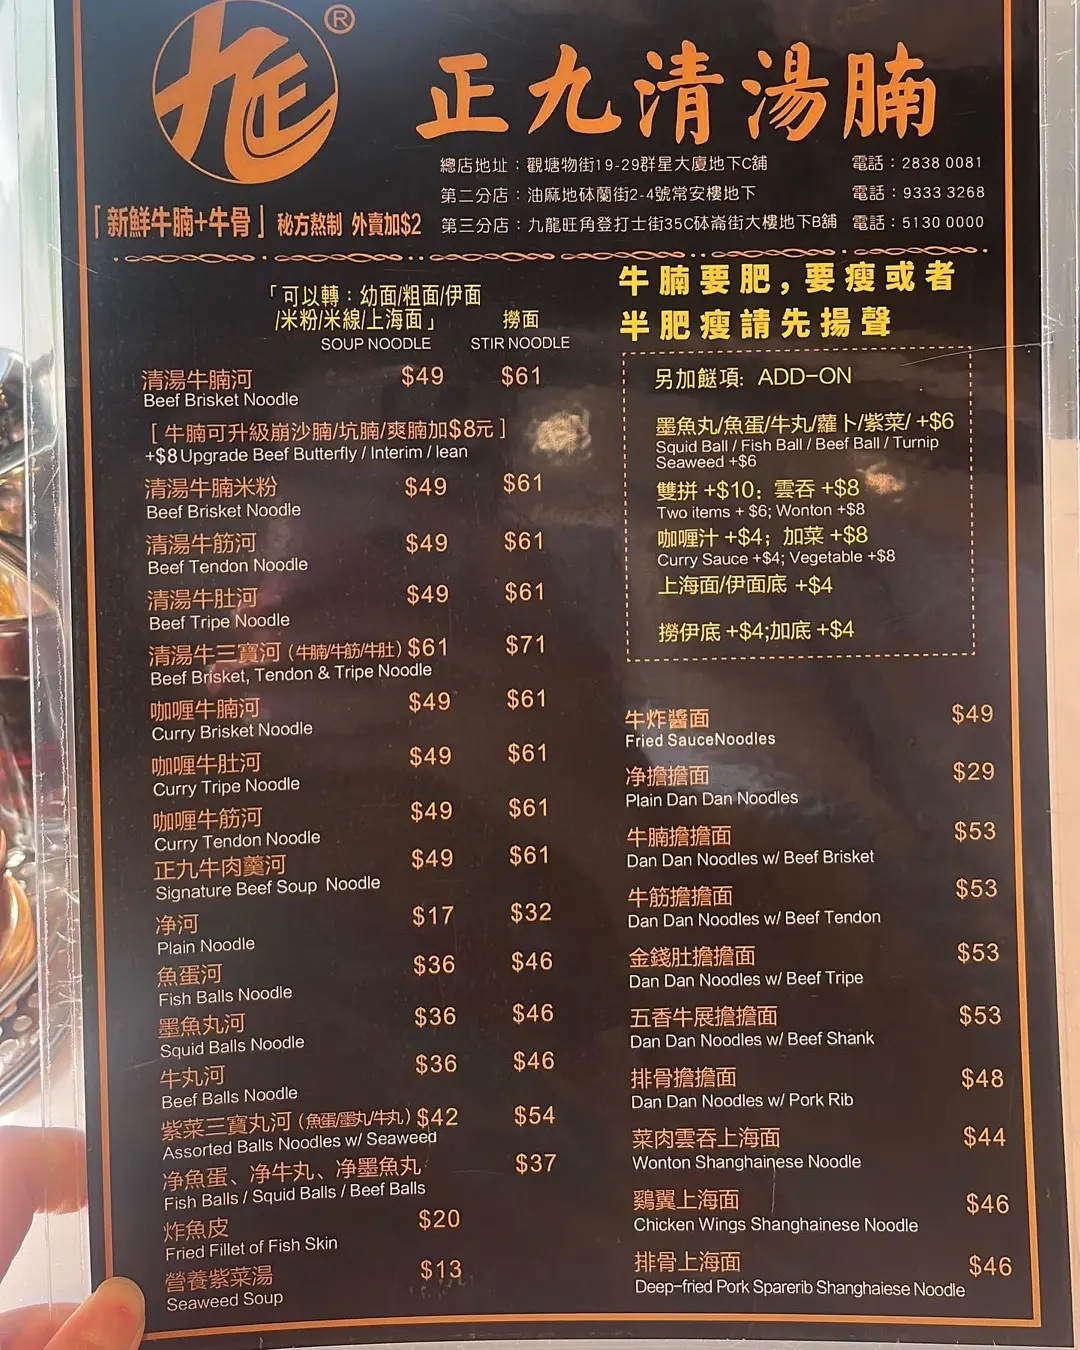 九正 ®
正九清湯腩
總店地址：觀塘物街19-29群星大廈地下C舖 電話：2838 0081
第二分店：油麻地砵蘭街2-4號常安樓地下 電話：9333 3268
「新鮮牛腩+牛骨」秘方熬制 外賣加$2
第三分店：九龍旺角登打士街35C砵崙街大樓地下B舖 電話：5130 0000
「可以轉：幼面/粗面/伊面
/米粉/米線/上海面」 撈面
SOUP NOODLE STIR NOODLE
清湯牛腩河 $49 $61
Beef Brisket Noodle
[ 牛腩可升級崩沙腩/坑腩/爽腩加$8元 ]
+$8 Upgrade Beef Butterfly / Interim / lean
清湯牛腩米粉 $49 $61
Beef Brisket Noodle
清湯牛筋河 $49 $61
Beef Tendon Noodle
清湯牛肚河 $49 $61
Beef Tripe Noodle
清湯牛三寶河 ( 牛腩/牛筋/牛肚 ) $61 $71
Beef Brisket, Tendon & Tripe Noodle
咖喱牛腩河 $49 $61
Curry Brisket Noodle
咖喱牛肚河 $49 $61
Curry Tripe Noodle
咖喱牛筋河 $49 $61
Curry Tendon Noodle
正九牛肉羹河 $49 $61
Signature Beef Soup Noodle
净河 $17 $32
Plain Noodle
魚蛋河 $36 $46
Fish Balls Noodle
墨魚丸河 $36 $46
Squid Balls Noodle
牛丸河 $36 $46
Beef Balls Noodle
紫菜三寶丸河 ( 魚蛋/墨丸/牛丸 ) $42 $54
Assorted Balls Noodles w/ Seaweed
净魚蛋、净牛丸、净墨魚丸 $37
Fish Balls / Squid Balls / Beef Balls
炸魚皮 $20
Fried Fillet of Fish Skin
營養紫菜湯 $13
Seaweed Soup
牛腩要肥，要瘦或者
半肥瘦請先揚聲
另加餸項: ADD-ON
墨魚丸/魚蛋/牛丸/蘿卜/紫菜/ +$6
Squid Ball / Fish Ball / Beef Ball / Turnip
Seaweed +$6
雙拼 +$10；雲吞 +$8
Two items + $6; Wonton +$8
咖喱汁 +$4；加菜 +$8
Curry Sauce +$4; Vegetable +$8
上海面/伊面底 +$4
撈伊底 +$4;加底 +$4
牛炸醬面 $49
Fried SauceNoodles
净擔擔面 $29
Plain Dan Dan Noodles
牛腩擔擔面 $53
Dan Dan Noodles w/ Beef Brisket
牛筋擔擔面 $53
Dan Dan Noodles w/ Beef Tendon
金錢肚擔擔面 $53
Dan Dan Noodles w/ Beef Tripe
五香牛展擔擔面 $53
Dan Dan Noodles w/ Beef Shank
排骨擔擔面 $48
Dan Dan Noodles w/ Pork Rib
菜肉雲吞上海面 $44
Wonton Shanghainese Noodle
鷄翼上海面 $46
Chicken Wings Shanghainese Noodle
排骨上海面 $46
Deep-fried Pork Sparerib Shanghaiese Noodle